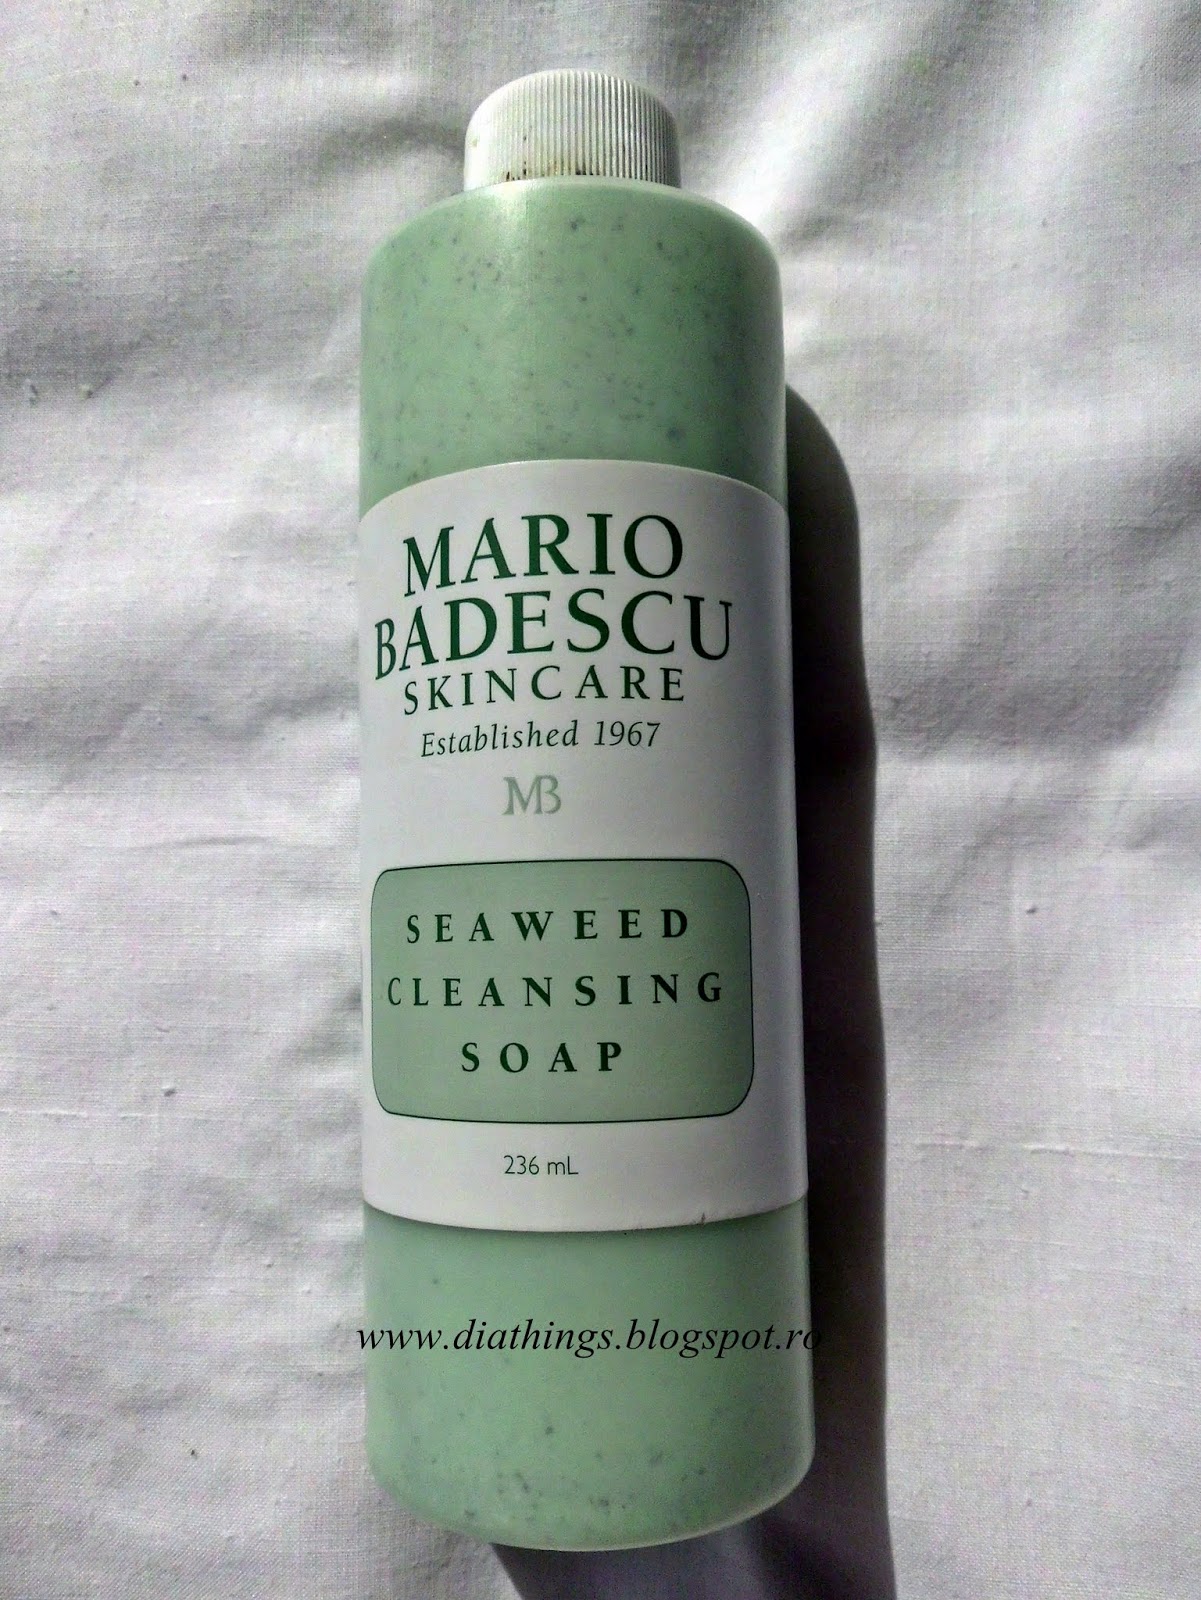 MARIO
BADESCU
SKINCARE
Established 1967
MB
SEAWEED
CLEANSING
SOAP
236 mL
www.diathings.blogspot.ro